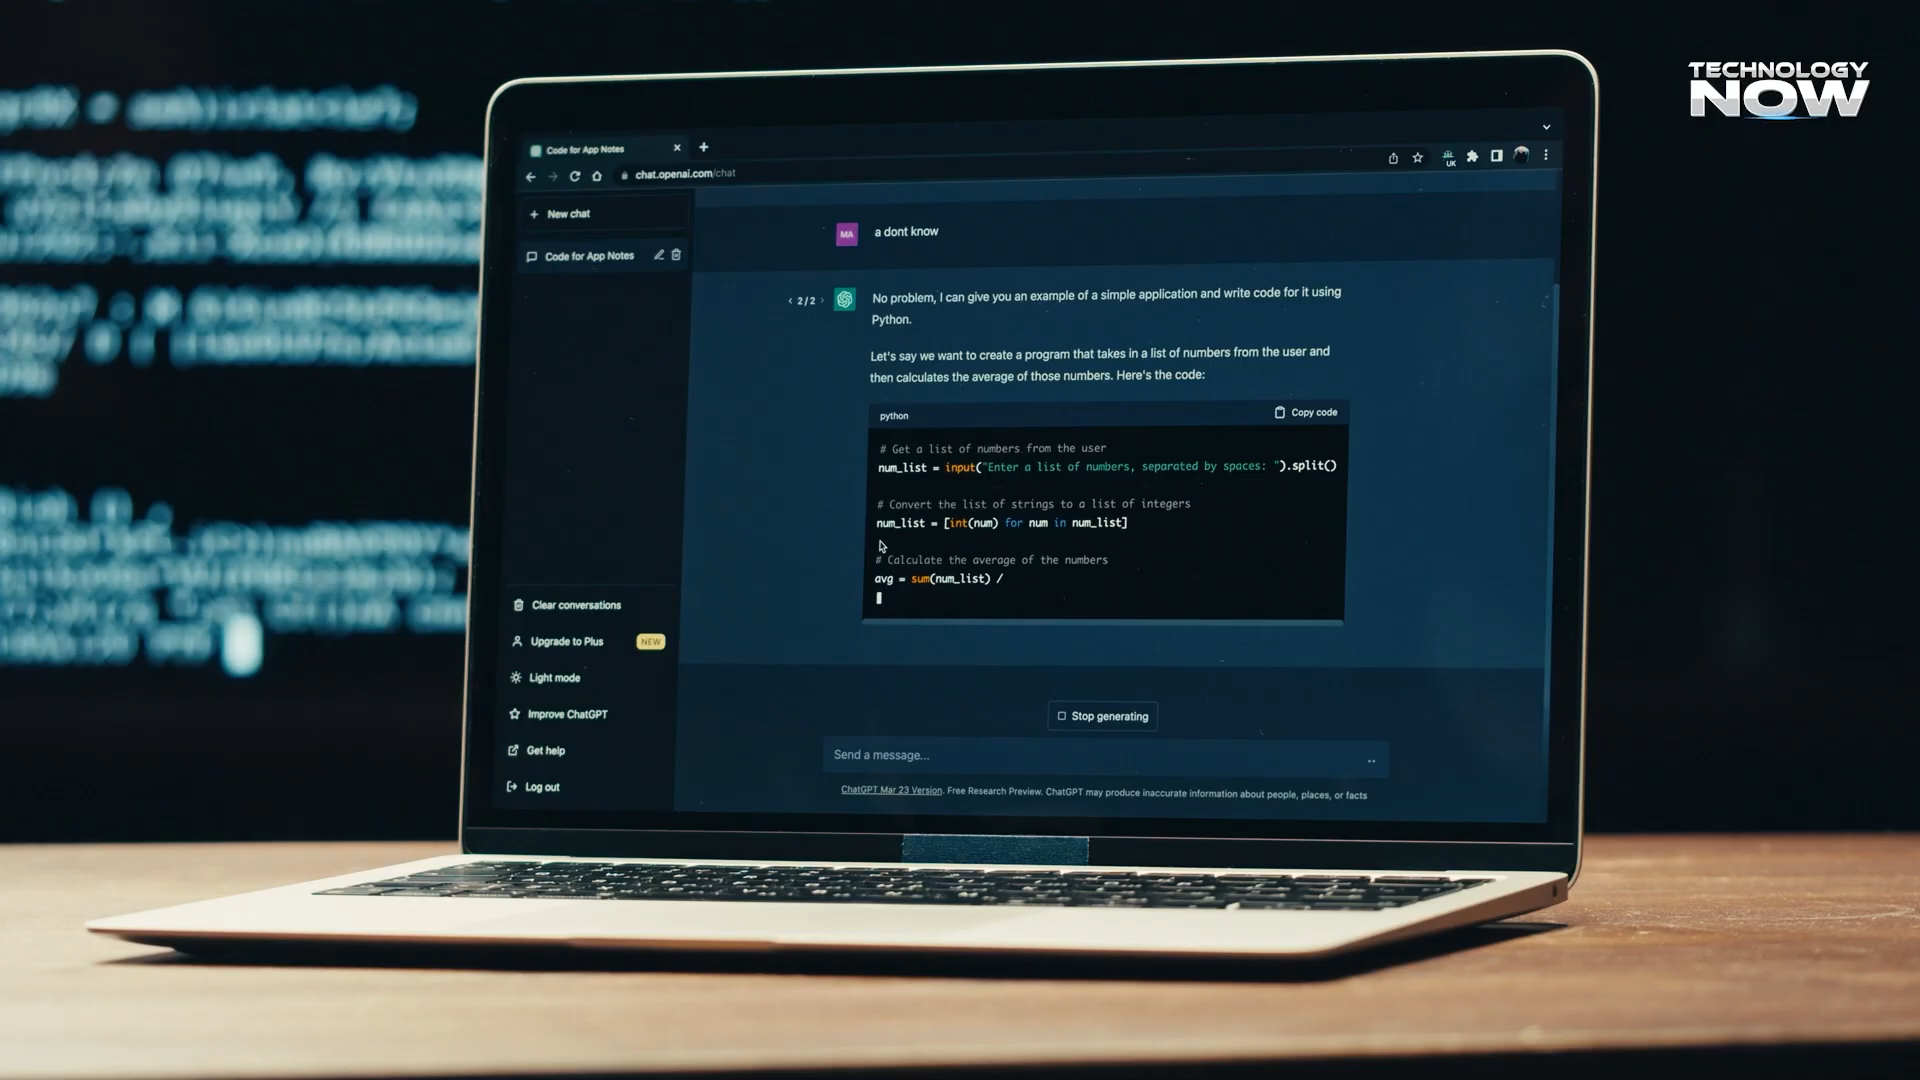 TECHNOLOGY
NOW
Code for App Notes
chat.openai.com/chat
UK
New chat
Code for App Notes
MA
a dont know
2/2
No problem, I can give you an example of a simple application and write code for it using
Python.
Let's say we want to create a program that takes in a list of numbers from the user and
then calculates the average of those numbers. Here's the code:
python
Copy code
# Get a list of numbers from the user
num_list = input("Enter a list of numbers, separated by spaces: ").split()
# Convert the list of strings to a list of integers
num_list = [int(num) for num in num_list]
# Calculate the average of the numbers
avg = sum(num_list) /
Clear conversations
Upgrade to Plus
NEW
Light mode
Improve ChatGPT
Get help
Log out
Stop generating
Send a message...
ChatGPT Mar 23 Version. Free Research Preview. ChatGPT may produce inaccurate information about people, places, or facts